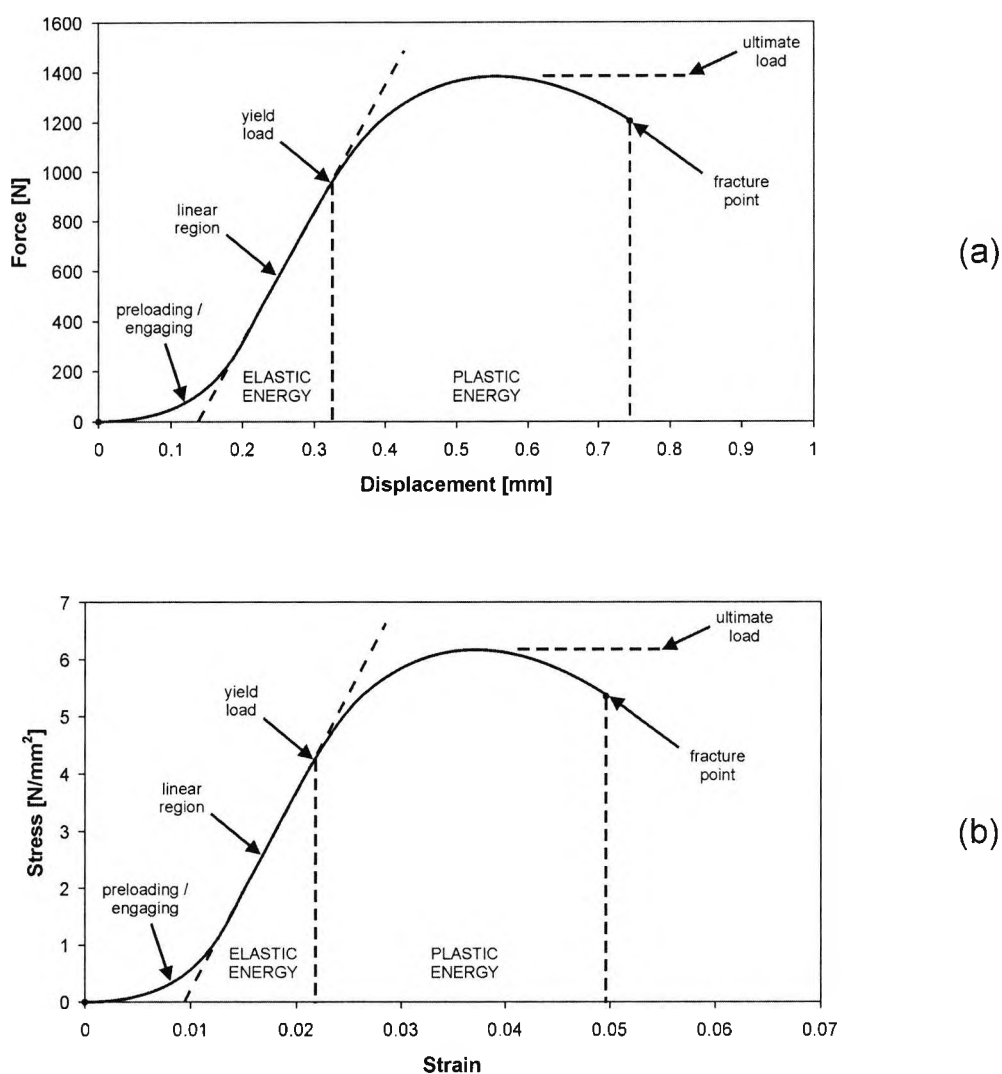 1600
1400
1200
1000
800
600
400
200
0
Force [N]
ultimate
load
yield
load
fracture
point
linear
region
preloading /
engaging
ELASTIC
ENERGY
PLASTIC
ENERGY
0 0.1 0.2 0.3 0.4 0.5 0.6 0.7 0.8 0.9 1
Displacement [mm]
(a)
7
6
5
4
3
2
1
0
Stress [N/mm²]
ultimate
load
yield
load
fracture
point
linear
region
preloading /
engaging
ELASTIC
ENERGY
PLASTIC
ENERGY
0 0.01 0.02 0.03 0.04 0.05 0.06 0.07
Strain
(b)